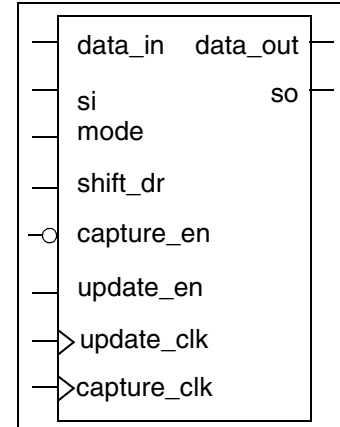 data_in data_out
si so
mode
shift_dr
capture_en
update_en
update_clk
capture_clk